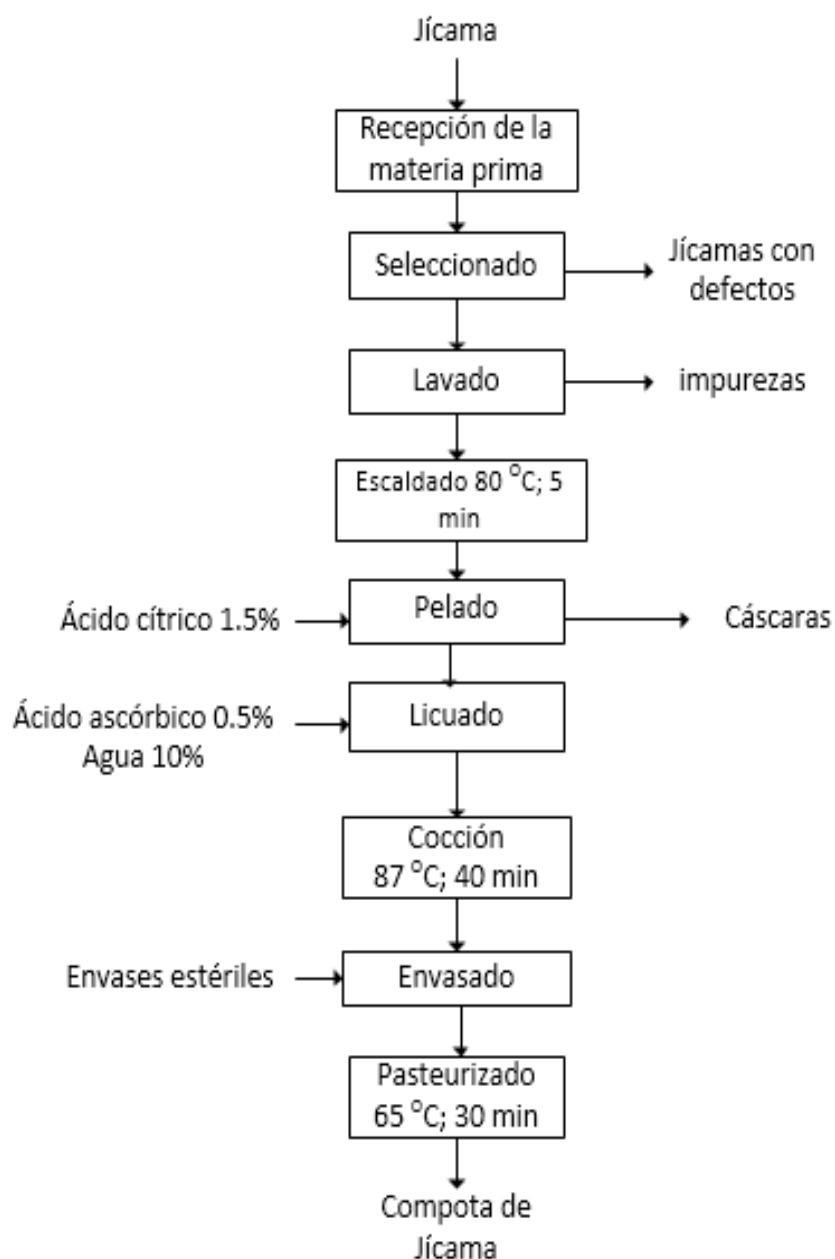 Jícama
Recepción de la
materia prima
Seleccionado
Jícamas con
defectos
Lavado
impurezas
Escaldado 80 °C; 5
min
Ácido cítrico 1.5%
Pelado
Cáscaras
Ácido ascórbico 0.5%
Agua 10%
Licuado
Cocción
87 °C; 40 min
Envases estériles
Envasado
Pasteurizado
65 °C; 30 min
Compota de
Jícama